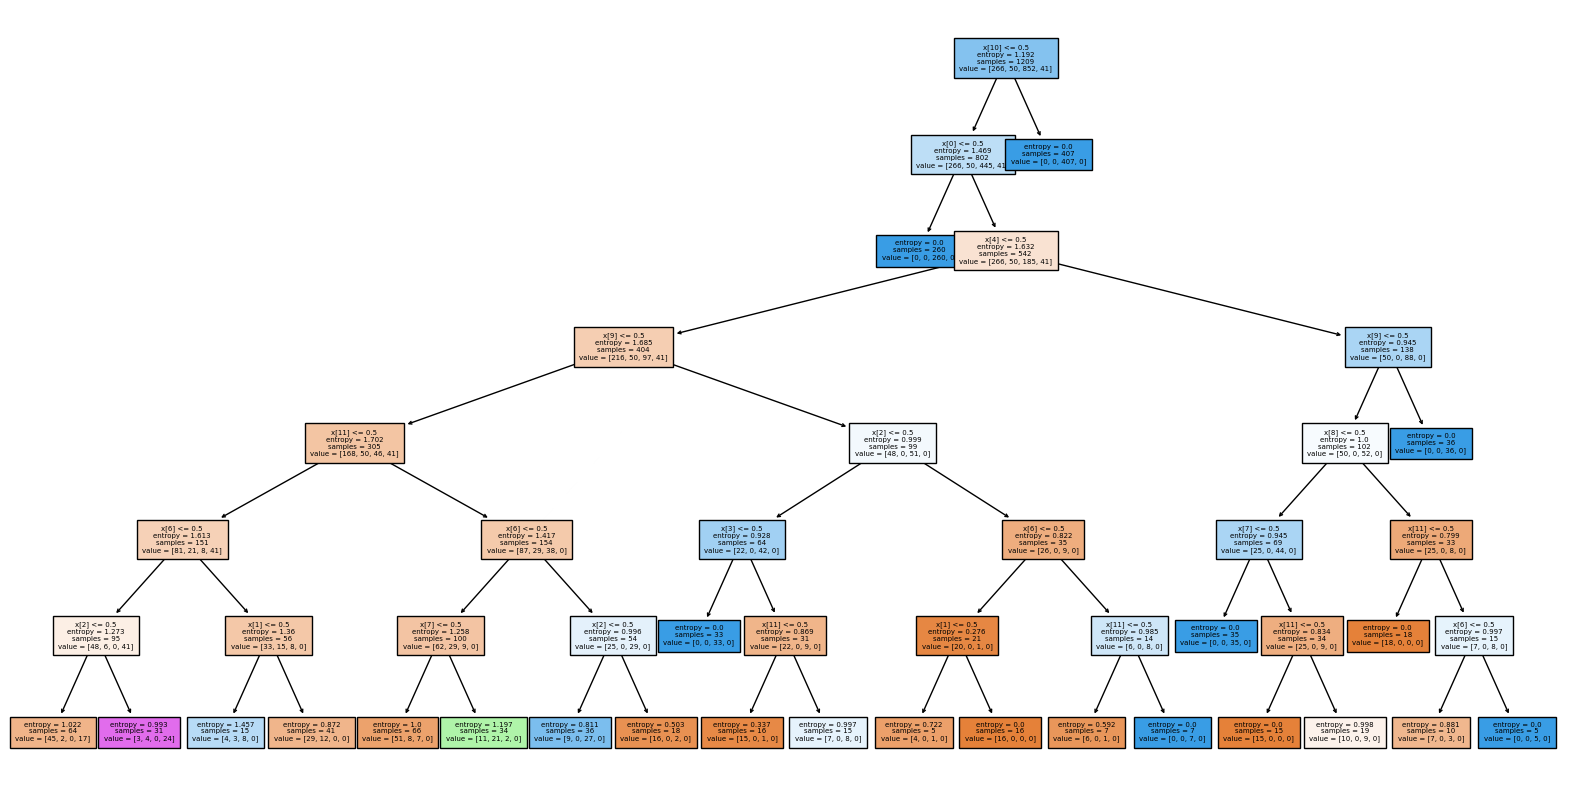 x[10] <= 0.5
entropy = 1.192
samples = 1209
value = [266, 50, 852, 41]
x[0] <= 0.5
entropy = 1.469
samples = 802
value = [266, 50, 445, 41
entropy = 0.0
samples = 407
value = [0, 0, 407, 0]
entropy = 0.0
samples = 260
value = [0, 0, 260, 0
x[4] <= 0.5
entropy = 1.632
samples = 542
value = [266, 50, 185, 41]
x[9] <= 0.5
entropy = 1.685
samples = 404
value = [216, 50, 97, 41]
x[9] <= 0.5
entropy = 0.945
samples = 138
value = [50, 0, 88, 0]
x[11] <= 0.5
entropy = 1.702
samples = 305
value = [168, 50, 46, 41]
x[2] <= 0.5
entropy = 0.999
samples = 99
value = [48, 0, 51, 0]
x[8] <= 0.5
entropy = 1.0
samples = 102
value = [50, 0, 52, 0]
entropy = 0.0
samples = 36
value = [0, 0, 36, 0]
x[6] <= 0.5
entropy = 1.613
samples = 151
value = [81, 21, 8, 41]
x[6] <= 0.5
entropy = 1.417
samples = 154
value = [87, 29, 38, 0]
x[3] <= 0.5
entropy = 0.928
samples = 64
value = [22, 0, 42, 0]
x[6] <= 0.5
entropy = 0.822
samples = 35
value = [26, 0, 9, 0]
x[7] <= 0.5
entropy = 0.945
samples = 69
value = [25, 0, 44, 0]
x[11] <= 0.5
entropy = 0.799
samples = 33
value = [25, 0, 8, 0]
x[2] <= 0.5
entropy = 1.273
samples = 95
value = [48, 6, 0, 41]
x[1] <= 0.5
entropy = 1.36
samples = 56
value = [33, 15, 8, 0]
x[7] <= 0.5
entropy = 1.258
samples = 100
value = [62, 29, 9, 0]
x[2] <= 0.5
entropy = 0.996
samples = 54
value = [25, 0, 29, 0]
entropy = 0.0
samples = 33
value = [0, 0, 33, 0]
x[11] <= 0.5
entropy = 0.869
samples = 31
value = [22, 0, 9, 0]
x[1] <= 0.5
entropy = 0.276
samples = 21
value = [20, 0, 1, 0]
x[11] <= 0.5
entropy = 0.985
samples = 14
value = [6, 0, 8, 0]
entropy = 0.0
samples = 35
value = [0, 0, 35, 0]
x[11] <= 0.5
entropy = 0.834
samples = 34
value = [25, 0, 9, 0]
entropy = 0.0
samples = 18
value = [18, 0, 0, 0]
x[6] <= 0.5
entropy = 0.997
samples = 15
value = [7, 0, 8, 0]
entropy = 1.022
samples = 64
value = [45, 2, 0, 17]
entropy = 0.993
samples = 31
value = [3, 4, 0, 24]
entropy = 1.457
samples = 15
value = [4, 3, 8, 0]
entropy = 0.872
samples = 41
value = [29, 12, 0, 0]
entropy = 1.0
samples = 66
value = [51, 8, 7, 0]
entropy = 1.197
samples = 34
value = [11, 21, 2, 0]
entropy = 0.811
samples = 36
value = [9, 0, 27, 0]
entropy = 0.503
samples = 18
value = [16, 0, 2, 0]
entropy = 0.337
samples = 16
value = [15, 0, 1, 0]
entropy = 0.997
samples = 15
value = [7, 0, 8, 0]
entropy = 0.722
samples = 5
value = [4, 0, 1, 0]
entropy = 0.0
samples = 16
value = [16, 0, 0, 0]
entropy = 0.592
samples = 7
value = [6, 0, 1, 0]
entropy = 0.0
samples = 7
value = [0, 0, 7, 0]
entropy = 0.0
samples = 15
value = [15, 0, 0, 0]
entropy = 0.998
samples = 19
value = [10, 0, 9, 0]
entropy = 0.881
samples = 10
value = [7, 0, 3, 0]
entropy = 0.0
samples = 5
value = [0, 0, 5, 0]